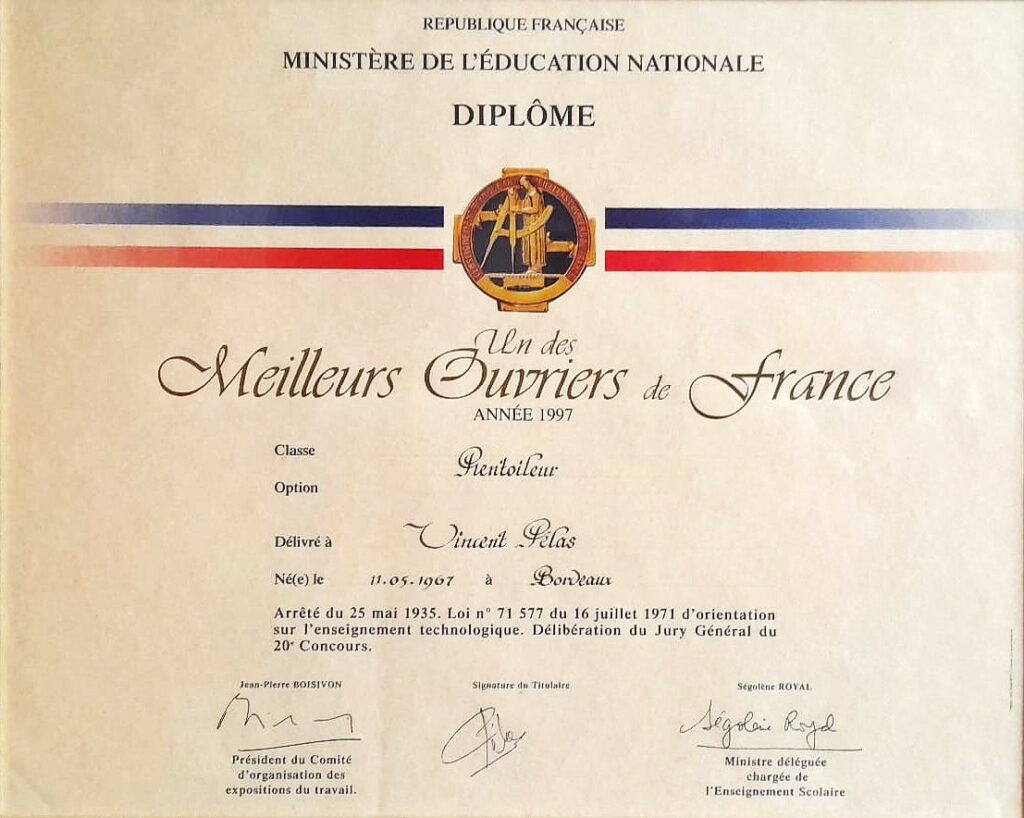 REPUBLIQUE FRANÇAISE
MINISTÈRE DE L'ÉDUCATION NATIONALE
DIPLÔME
Un des
Meilleurs Ouvriers de France
ANNÉE 1997
Classe
Rentoileur
Option
Délivré à Vincent Pélas
Né(e) le 11.05.1967 à Bordeaux
Arrêté du 25 mai 1935. Loi n° 71 577 du 16 juillet 1971 d'orientation
sur l'enseignement technologique. Délibération du Jury Général du
20e Concours.
Jean-Pierre BOISIVON Signature du Titulaire Ségolène ROYAL
Ségolène Royal
Président du Comité
d'organisation des
expositions du travail.
Ministre déléguée
chargée de
l'Enseignement Scolaire